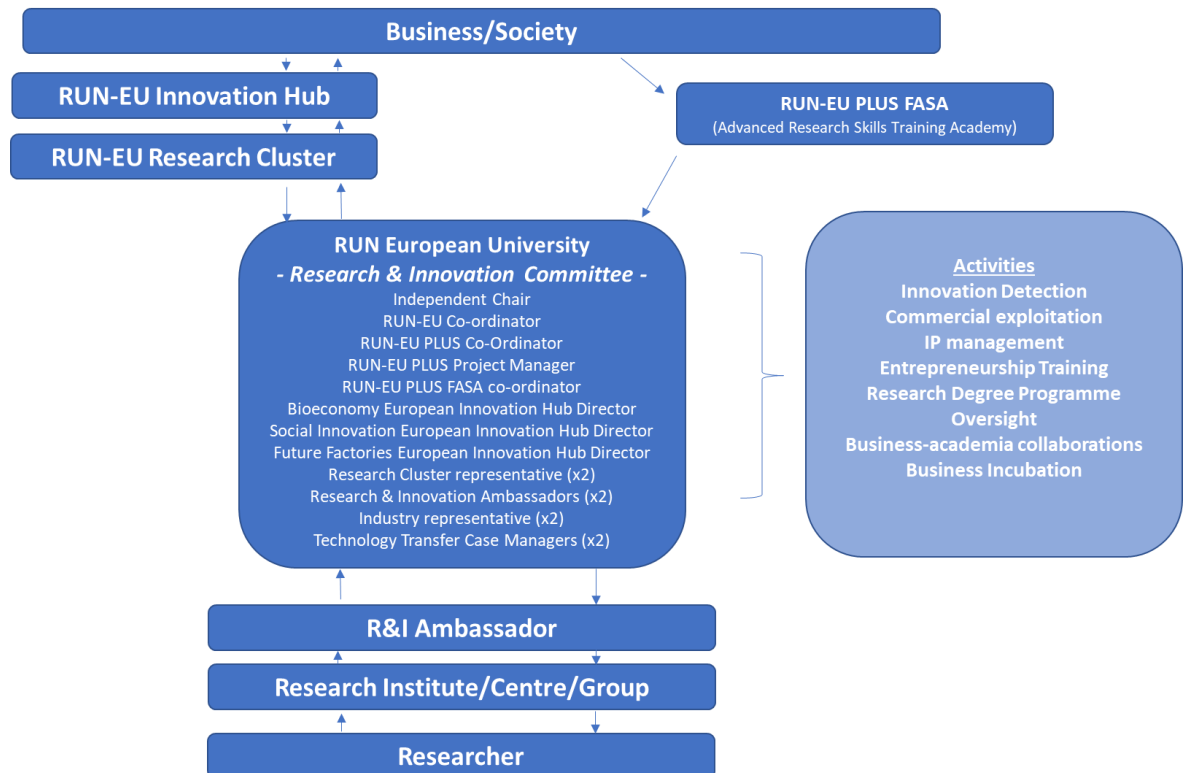 Business/Society
RUN-EU Innovation Hub
RUN-EU PLUS FASA
(Advanced Research Skills Training Academy)
RUN-EU Research Cluster
RUN European University
- Research & Innovation Committee -
Independent Chair
RUN-EU Co-ordinator
RUN-EU PLUS Co-Ordinator
RUN-EU PLUS Project Manager
RUN-EU PLUS FASA co-ordinator
Bioeconomy European Innovation Hub Director
Social Innovation European Innovation Hub Director
Future Factories European Innovation Hub Director
Research Cluster representative (x2)
Research & Innovation Ambassadors (x2)
Industry representative (x2)
Technology Transfer Case Managers (x2)
Activities
Innovation Detection
Commercial exploitation
IP management
Entrepreneurship Training
Research Degree Programme
Oversight
Business-academia collaborations
Business Incubation
R&I Ambassador
Research Institute/Centre/Group
Researcher